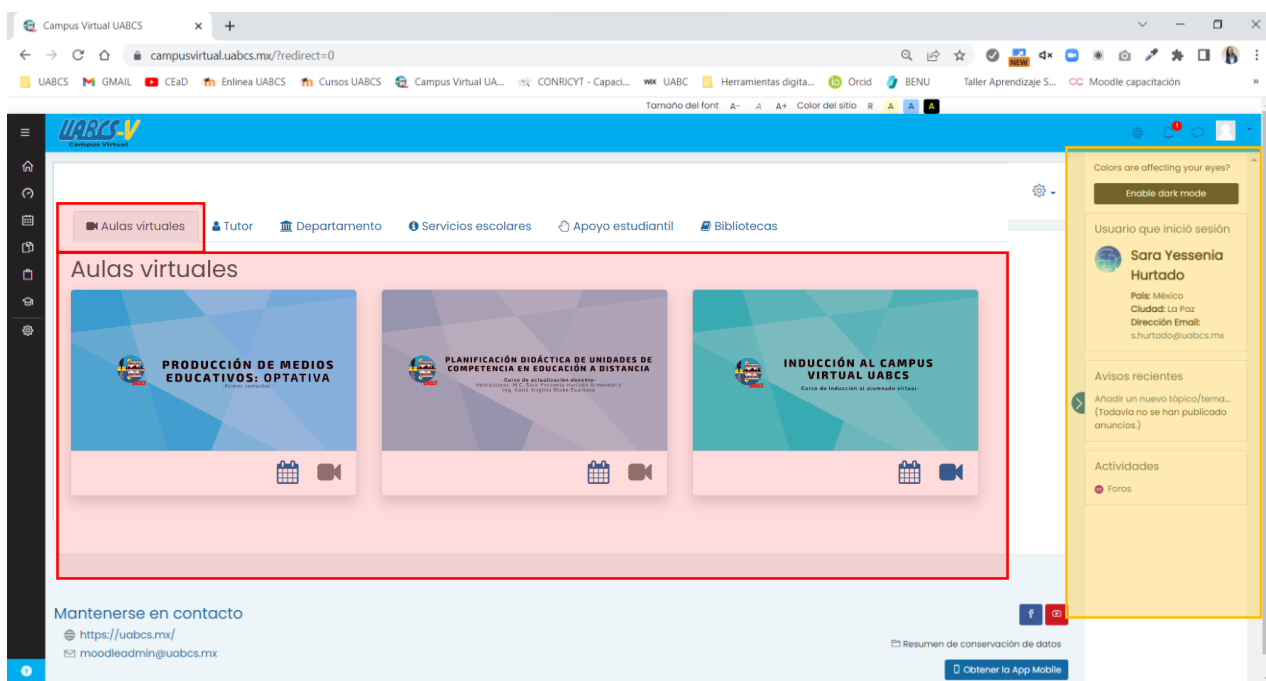 Campus Virtual UABCS
campusvirtual.uabcs.mx/?redirect=0
NEW
UABCS GMAIL CEaD Enlinea UABCS Cursos UABCS Campus Virtual UA... CONRICYT - Capaci... WIX UABC Herramientas digita... Orcid BENU Taller Aprendizaje S... Moodle capacitación »
Tamaño del font A- A A+ Color del sitio R A A A
UABCS-V
Campus Virtual
1
Colors are affecting your eyes?
Enable dark mode
Aulas virtuales Tutor Departamento Servicios escolares Apoyo estudiantil Bibliotecas
Usuario que inició sesión
Sara Yessenia
Hurtado
País: México
Ciudad: La Paz
Dirección Email:
s.hurtado@uabcs.mx
Aulas virtuales
PRODUCCIÓN DE MEDIOS
EDUCATIVOS: OPTATIVA
-Primer semestre-
PLANIFICACIÓN DIDÁCTICA DE UNIDADES DE
COMPETENCIA EN EDUCACIÓN A DISTANCIA
-Curso de actualización docente-
INDUCCIÓN AL CAMPUS
VIRTUAL UABCS
-Curso de inducción al alumnado virtual-
Avisos recientes
Añadir un nuevo tópico/tema...
(Todavía no se han publicado
anuncios.)
Actividades
Foros
Mantenerse en contacto
https://uabcs.mx/
moodleadmin@uabcs.mx
Resumen de conservación de datos
Obtener la App Mobile